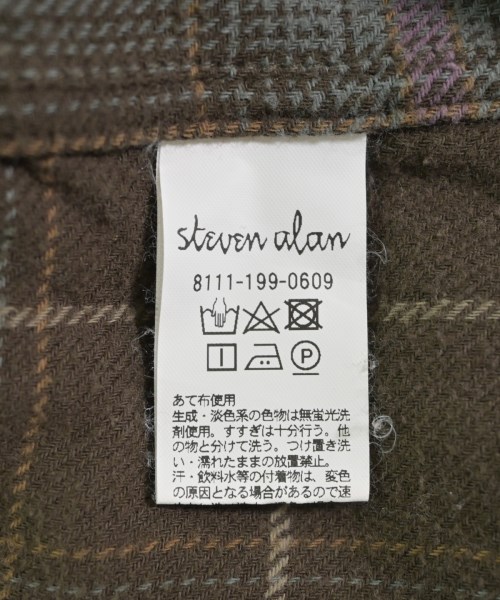 steven alan
8111-199-0609
P
あて布使用
生成・淡色系の色物は無蛍光洗
剤使用。すすぎは十分行う。他
の物と分けて洗う。つけ置き洗
い・濡れたままの放置禁止。
汗・飲料水等の付着物は、変色
の原因となる場合があるので速